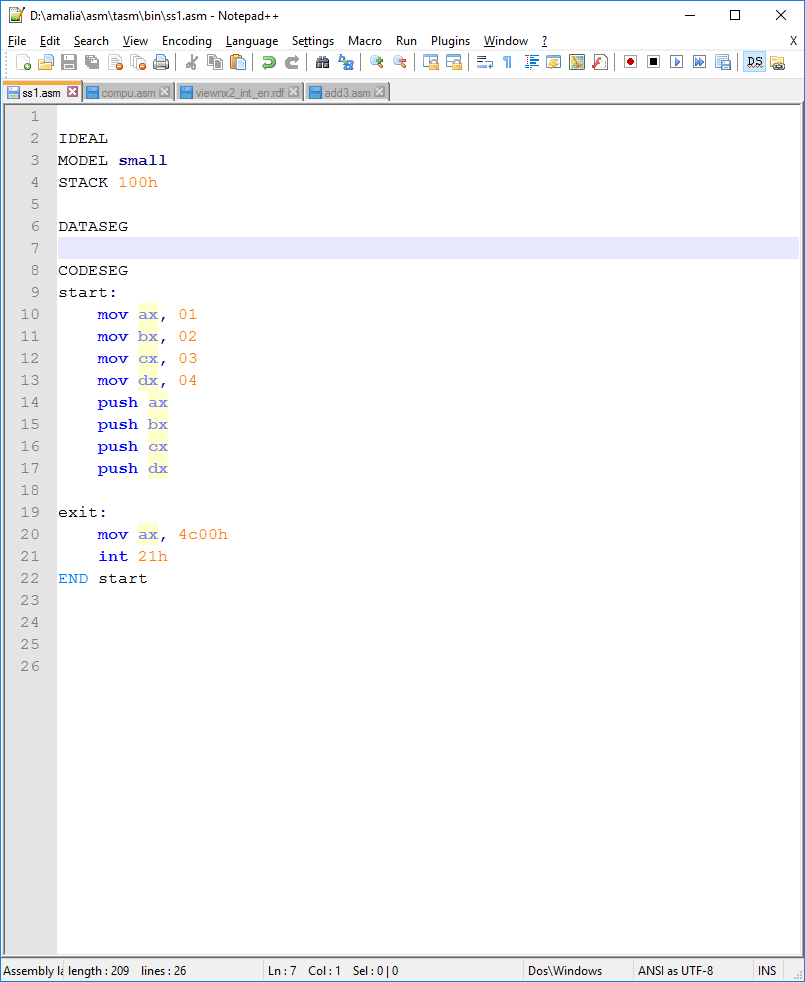 D:\amalia\asm\tasm\bin\ss1.asm - Notepad++
File Edit Search View Encoding Language Settings Macro Run Plugins Window ? X
ss1.asm compu.asm viewnx2_int_en.rdf add3.asm
1
2 IDEAL
3 MODEL small
4 STACK 100h
5
6 DATASEG
7
8 CODESEG
9 start:
10 mov ax, 01
11 mov bx, 02
12 mov cx, 03
13 mov dx, 04
14 push ax
15 push bx
16 push cx
17 push dx
18
19 exit:
20 mov ax, 4c00h
21 int 21h
22 END start
23
24
25
26
Assembly la length : 209 lines : 26 Ln : 7 Col : 1 Sel : 0 | 0 Dos\Windows ANSI as UTF-8 INS